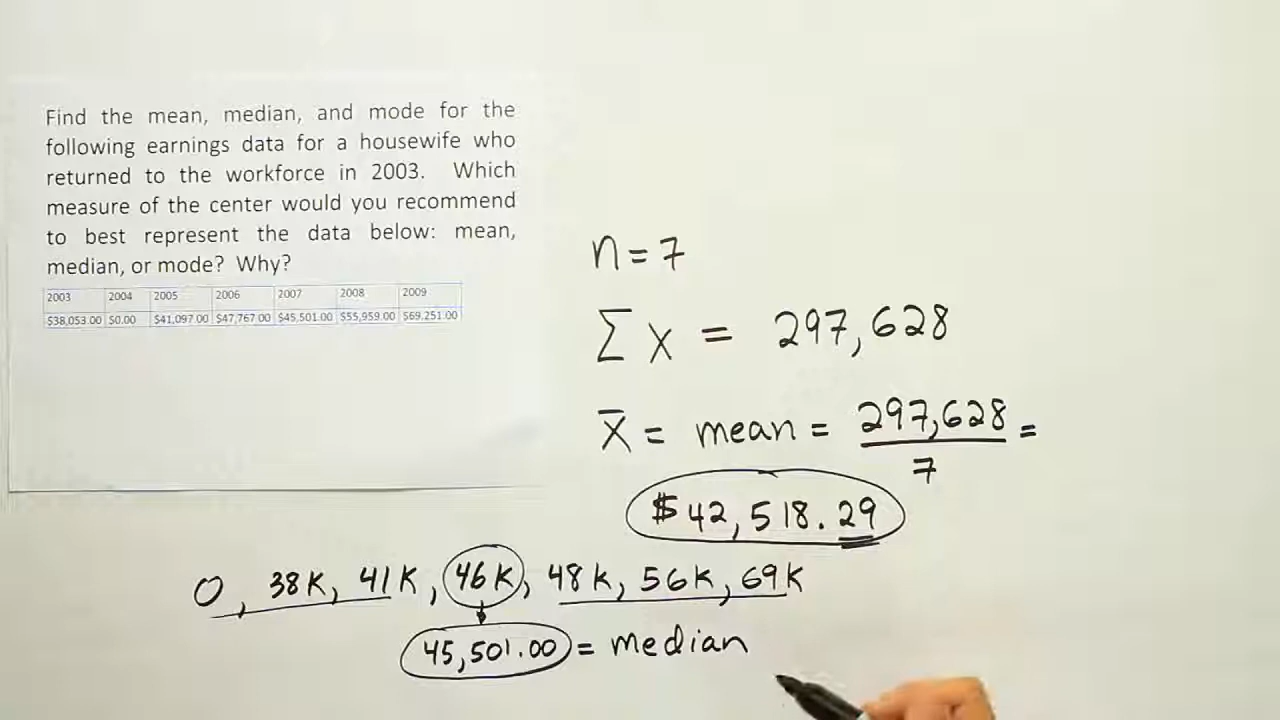 Find the mean, median, and mode for the
following earnings data for a housewife who
returned to the workforce in 2003. Which
measure of the center would you recommend
to best represent the data below: mean,
median, or mode? Why?
2003 2004 2005 2006 2007 2008 2009
$38,053.00 $0.00 $41,097.00 $47,767.00 $45,501.00 $55,959.00 $69,251.00
n=7
∑ x = 297,628
x̄ = mean = 297,628 =
7
$42,518.29
0, 38K, 41K, 46K, 48K, 56K, 69K
45,501.00 = median